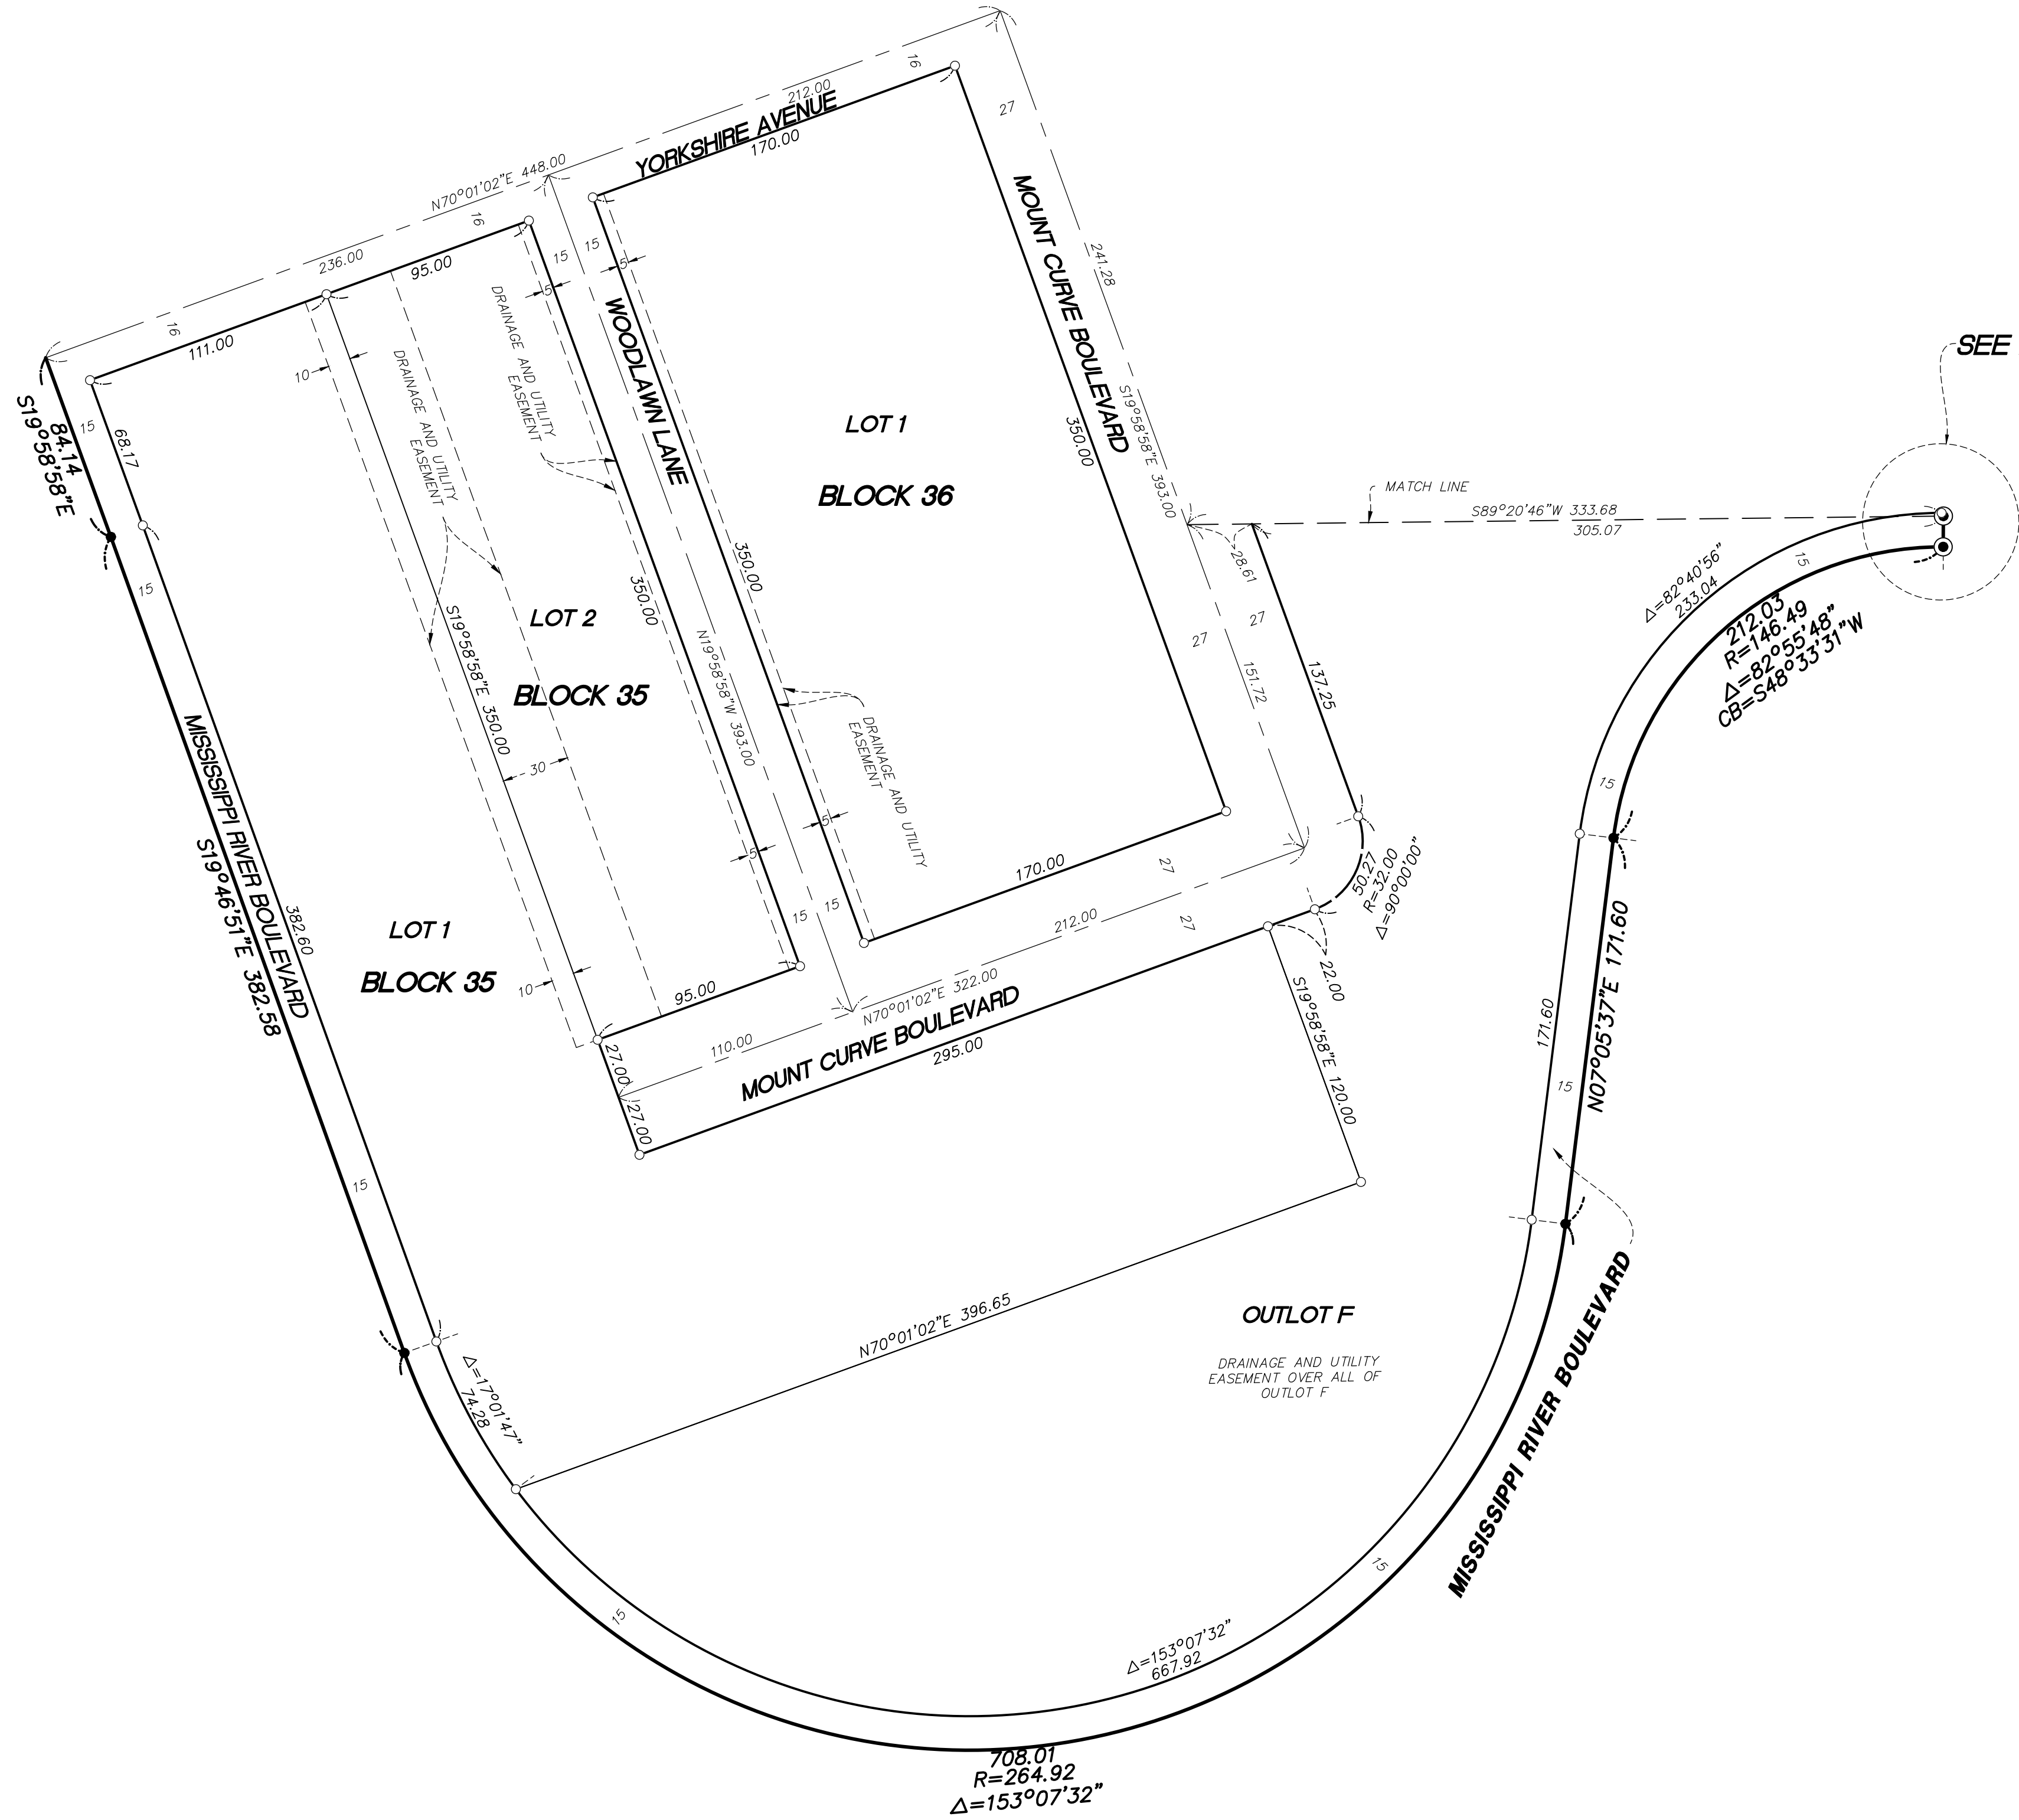 16
212.00
YORKSHIRE AVENUE
170.00
27
N70°01'02"E 448.00
16
236.00
95.00
16
111.00
15
15
5
5
DRAINAGE AND UTILITY
EASEMENT
DRAINAGE AND UTILITY
EASEMENT
WOODLAWN LANE
MOUNT CURVE BOULEVARD
241.28
S19°58'58"E 393.00
350.00
10
84.14
S19°58'58"E
15
68.17
15
LOT 1
BLOCK 36
SEE
MATCH LINE
S89°20'46"W 333.68
305.07
28.61
27
27
151.72
137.25
Δ=82°40'56"
233.04
15
212.03
R=146.49
Δ=82°55'48"
CB=S48°33'31"W
350.00
350.00
LOT 2
BLOCK 35
S19°58'58"E 350.00
30
N19°58'58"W 393.00
DRAINAGE AND UTILITY
EASEMENT
5
5
MISSISSIPPI RIVER BOULEVARD
S19°46'51"E 382.58
382.60
LOT 1
BLOCK 35
10
15
15
170.00
27
27
212.00
50.27
R=32.00
Δ=90°00'00"
22.00
15
95.00
N70°01'02"E 322.00
110.00
27.00
27.00
MOUNT CURVE BOULEVARD
295.00
S19°58'58"E 120.00
171.60
15
N07°05'37"E 171.60
15
N70°01'02"E 396.65
OUTLOT F
DRAINAGE AND UTILITY
EASEMENT OVER ALL OF
OUTLOT F
MISSISSIPPI RIVER BOULEVARD
Δ=17°01'47"
74.28
15
15
Δ=153°07'32"
667.92
708.01
R=264.92
Δ=153°07'32"